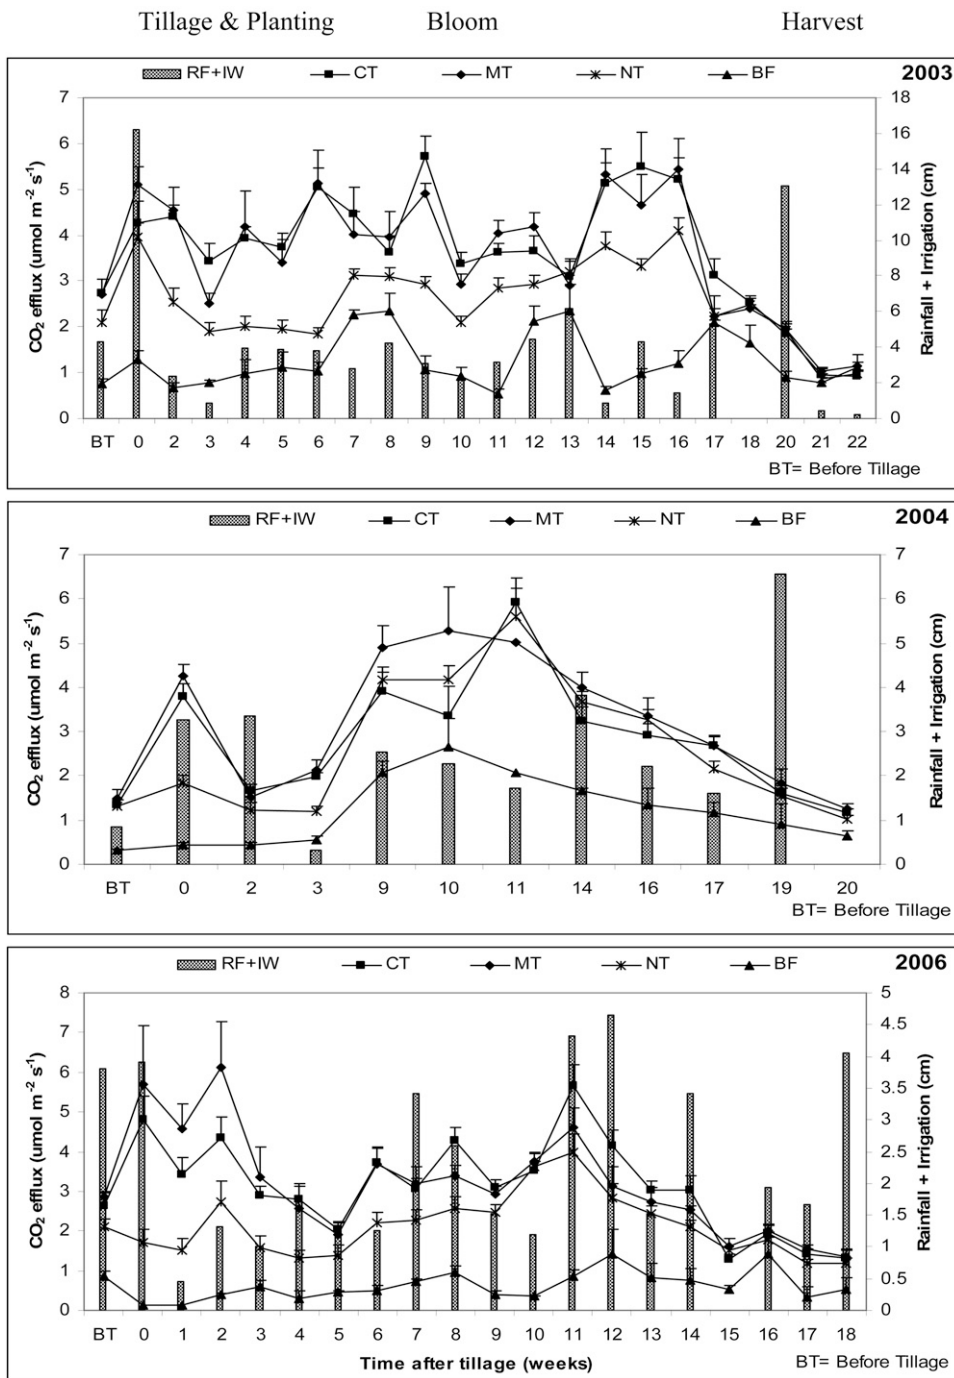 Tillage & Planting Bloom Harvest
RF+IW CT MT NT BF 2003
7 18
6 16
5 14
4 12
3 10
2 8
1 6
0 4
2
0
CO₂ efflux (umol m⁻² s⁻¹)
Rainfall + Irrigation (cm)
BT 0 2 3 4 5 6 7 8 9 10 11 12 13 14 15 16 17 18 20 21 22
BT= Before Tillage
RF+IW CT MT NT BF 2004
7 7
6 6
5 5
4 4
3 3
2 2
1 1
0 0
CO₂ efflux (umol m⁻² s⁻¹)
Rainfall + Irrigation (cm)
BT 0 2 3 9 10 11 14 16 17 19 20
BT= Before Tillage
RF+IW CT MT NT BF 2006
8 5
7 4.5
6 4
5 3.5
4 3
3 2.5
2 2
1 1.5
0 1
0.5
0
CO₂ efflux (umol m⁻² s⁻¹)
Rainfall + Irrigation (cm)
BT 0 1 2 3 4 5 6 7 8 9 10 11 12 13 14 15 16 17 18
Time after tillage (weeks) BT= Before Tillage